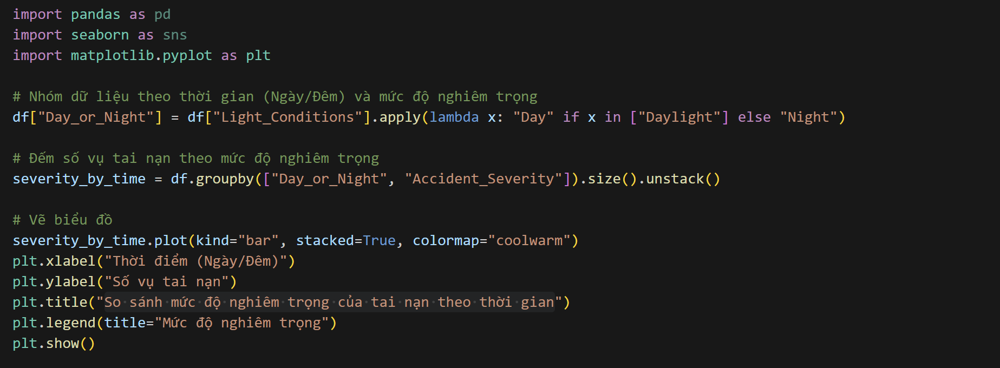 import pandas as pd
import seaborn as sns
import matplotlib.pyplot as plt
# Nhóm dữ liệu theo thời gian (Ngày/Đêm) và mức độ nghiêm trọng
df["Day_or_Night"] = df["Light_Conditions"].apply(lambda x: "Day" if x in ["Daylight"] else "Night")
# Đếm số vụ tai nạn theo mức độ nghiêm trọng
severity_by_time = df.groupby(["Day_or_Night", "Accident_Severity"]).size().unstack()
# Vẽ biểu đồ
severity_by_time.plot(kind="bar", stacked=True, colormap="coolwarm")
plt.xlabel("Thời điểm (Ngày/Đêm)")
plt.ylabel("Số vụ tai nạn")
plt.title("So sánh mức độ nghiêm trọng của tai nạn theo thời gian")
plt.legend(title="Mức độ nghiêm trọng")
plt.show()